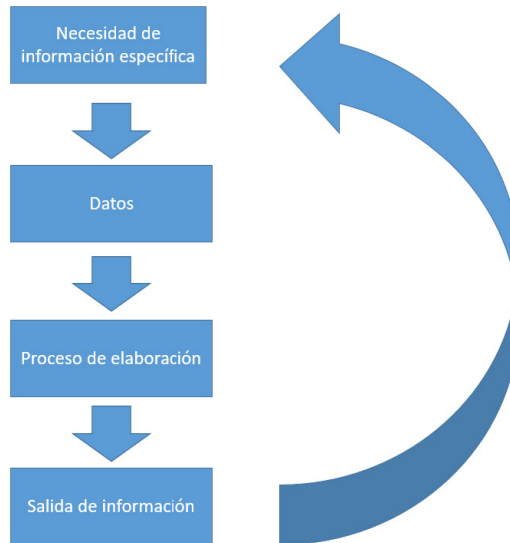 Necesidad de
información específica
Datos
Proceso de elaboración
Salida de información